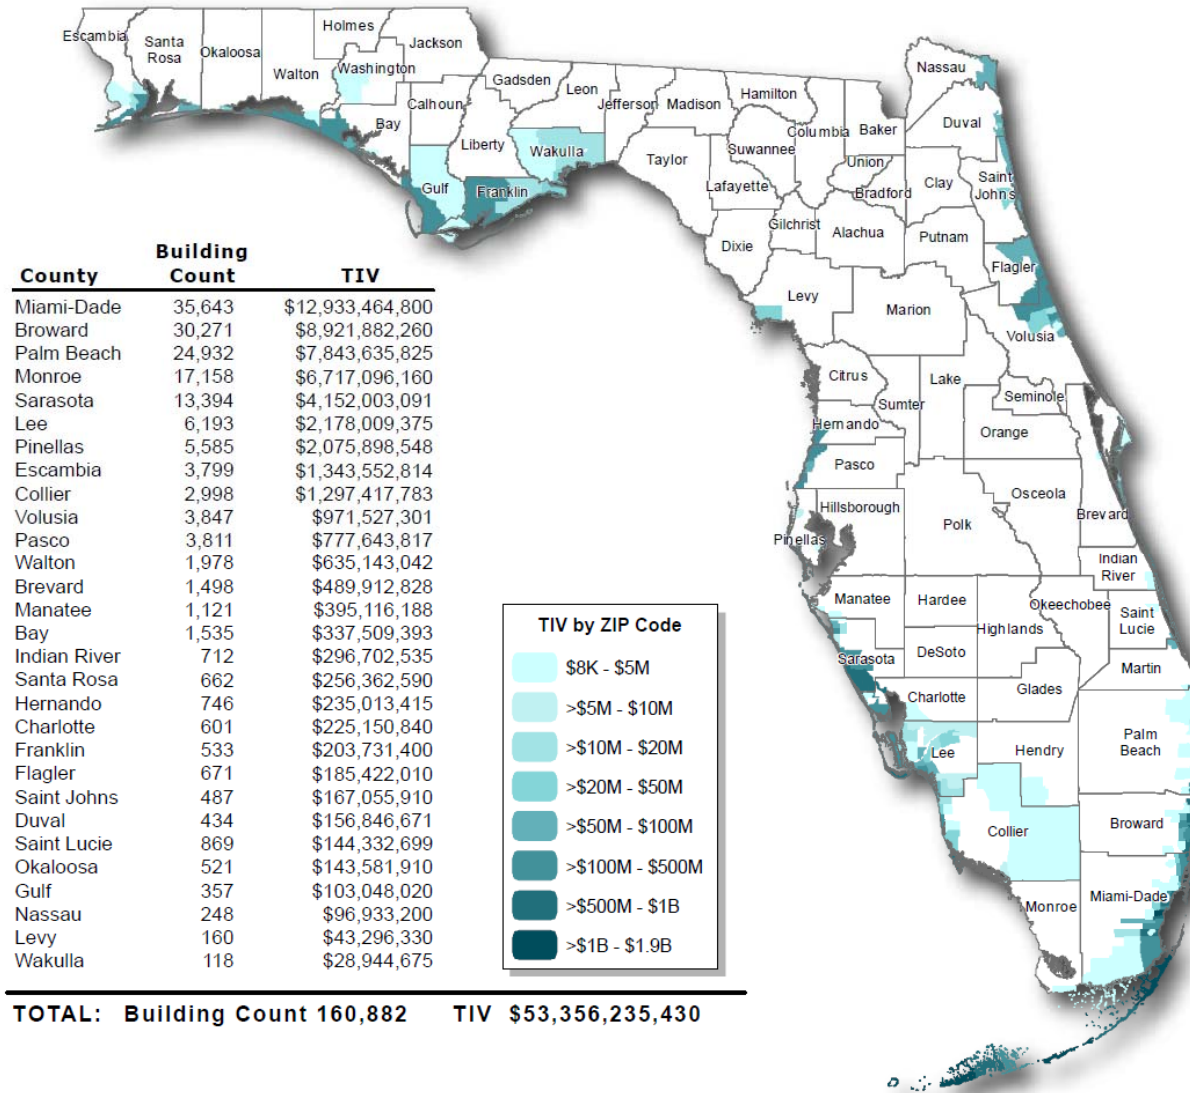 Escambia
Santa
Rosa
Okaloosa
Walton
Holmes
Washington
Jackson
Bay
Calhoun
Gulf
Liberty
Gadsden
Franklin
Leon
Wakulla
Jefferson
Madison
Taylor
Hamilton
Suwannee
Lafayette
Dixie
Columbia
Gilchrist
Baker
Union
Bradford
Alachua
Levy
Nassau
Duval
Clay
Saint
John's
Putnam
Flagler
Marion
Volusia
Citrus
Lake
Sumter
Seminole
Hernando
Orange
Pasco
Osceola
Hillsborough
Pinellas
Polk
Brevard
Indian
River
Manatee
Hardee
Okeechobee
Highlands
Saint
Lucie
Sarasota
DeSoto
Martin
Charlotte
Glades
Lee
Hendry
Palm
Beach
Collier
Broward
Monroe
Miami-Dade
County Building Count TIV
Miami-Dade 35,643 $12,933,464,800
Broward 30,271 $8,921,882,260
Palm Beach 24,932 $7,843,635,825
Monroe 17,158 $6,717,096,160
Sarasota 13,394 $4,152,003,091
Lee 6,193 $2,178,009,375
Pinellas 5,585 $2,075,898,548
Escambia 3,799 $1,343,552,814
Collier 2,998 $1,297,417,783
Volusia 3,847 $971,527,301
Pasco 3,811 $777,643,817
Walton 1,978 $635,143,042
Brevard 1,498 $489,912,828
Manatee 1,121 $395,116,188
Bay 1,535 $337,509,393
Indian River 712 $296,702,535
Santa Rosa 662 $256,362,590
Hernando 746 $235,013,415
Charlotte 601 $225,150,840
Franklin 533 $203,731,400
Flagler 671 $185,422,010
Saint Johns 487 $167,055,910
Duval 434 $156,846,671
Saint Lucie 869 $144,332,699
Okaloosa 521 $143,581,910
Gulf 357 $103,048,020
Nassau 248 $96,933,200
Levy 160 $43,296,330
Wakulla 118 $28,944,675
TOTAL: Building Count 160,882 TIV $53,356,235,430
TIV by ZIP Code
$8K - $5M
>$5M - $10M
>$10M - $20M
>$20M - $50M
>$50M - $100M
>$100M - $500M
>$500M - $1B
>$1B - $1.9B